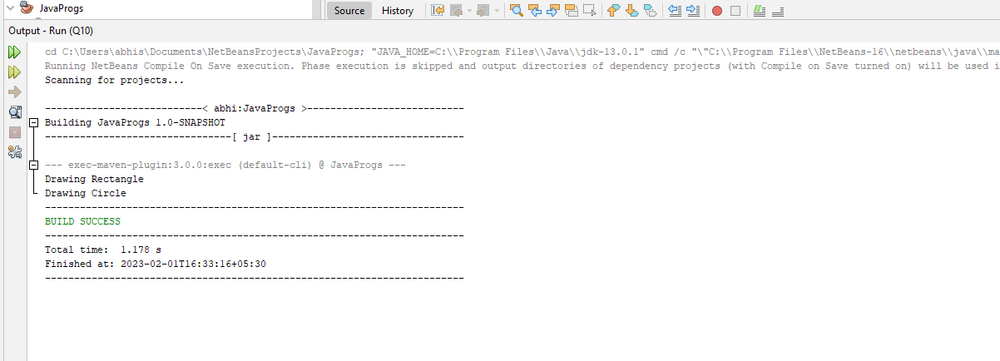 JavaProgs
Source History
Output - Run (Q10)
cd C:\Users\abhis\Documents\NetBeansProjects\JavaProgs; "JAVA_HOME=C:\\Program Files\\Java\\jdk-13.0.1" cmd /c "\"C:\\Program Files\\NetBeans-16\\netbeans\\java\\ma
Running NetBeans Compile On Save execution. Phase execution is skipped and output directories of dependency projects (with Compile on Save turned on) will be used i
Scanning for projects...
---------------------------< abhi:JavaProgs >---------------------------
Building JavaProgs 1.0-SNAPSHOT
--------------------------------[ jar ]---------------------------------
--- exec-maven-plugin:3.0.0:exec (default-cli) @ JavaProgs ---
Drawing Rectangle
Drawing Circle
------------------------------------------------------------------------
BUILD SUCCESS
------------------------------------------------------------------------
Total time:  1.178 s
Finished at: 2023-02-01T16:33:16+05:30
------------------------------------------------------------------------